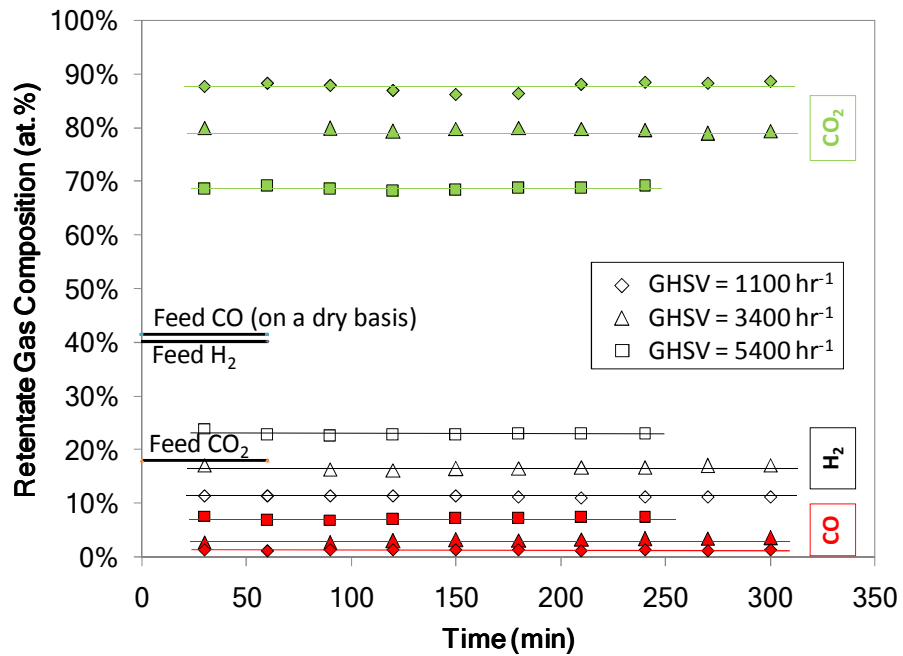 100%
90%
80%
70%
60%
50%
40%
30%
20%
10%
0%
Retentate Gas Composition (at.%)
CO₂
GHSV = 1100 hr⁻¹
GHSV = 3400 hr⁻¹
GHSV = 5400 hr⁻¹
Feed CO (on a dry basis)
Feed H₂
Feed CO₂
H₂
CO
0
50
100
150
200
250
300
350
Time (min)